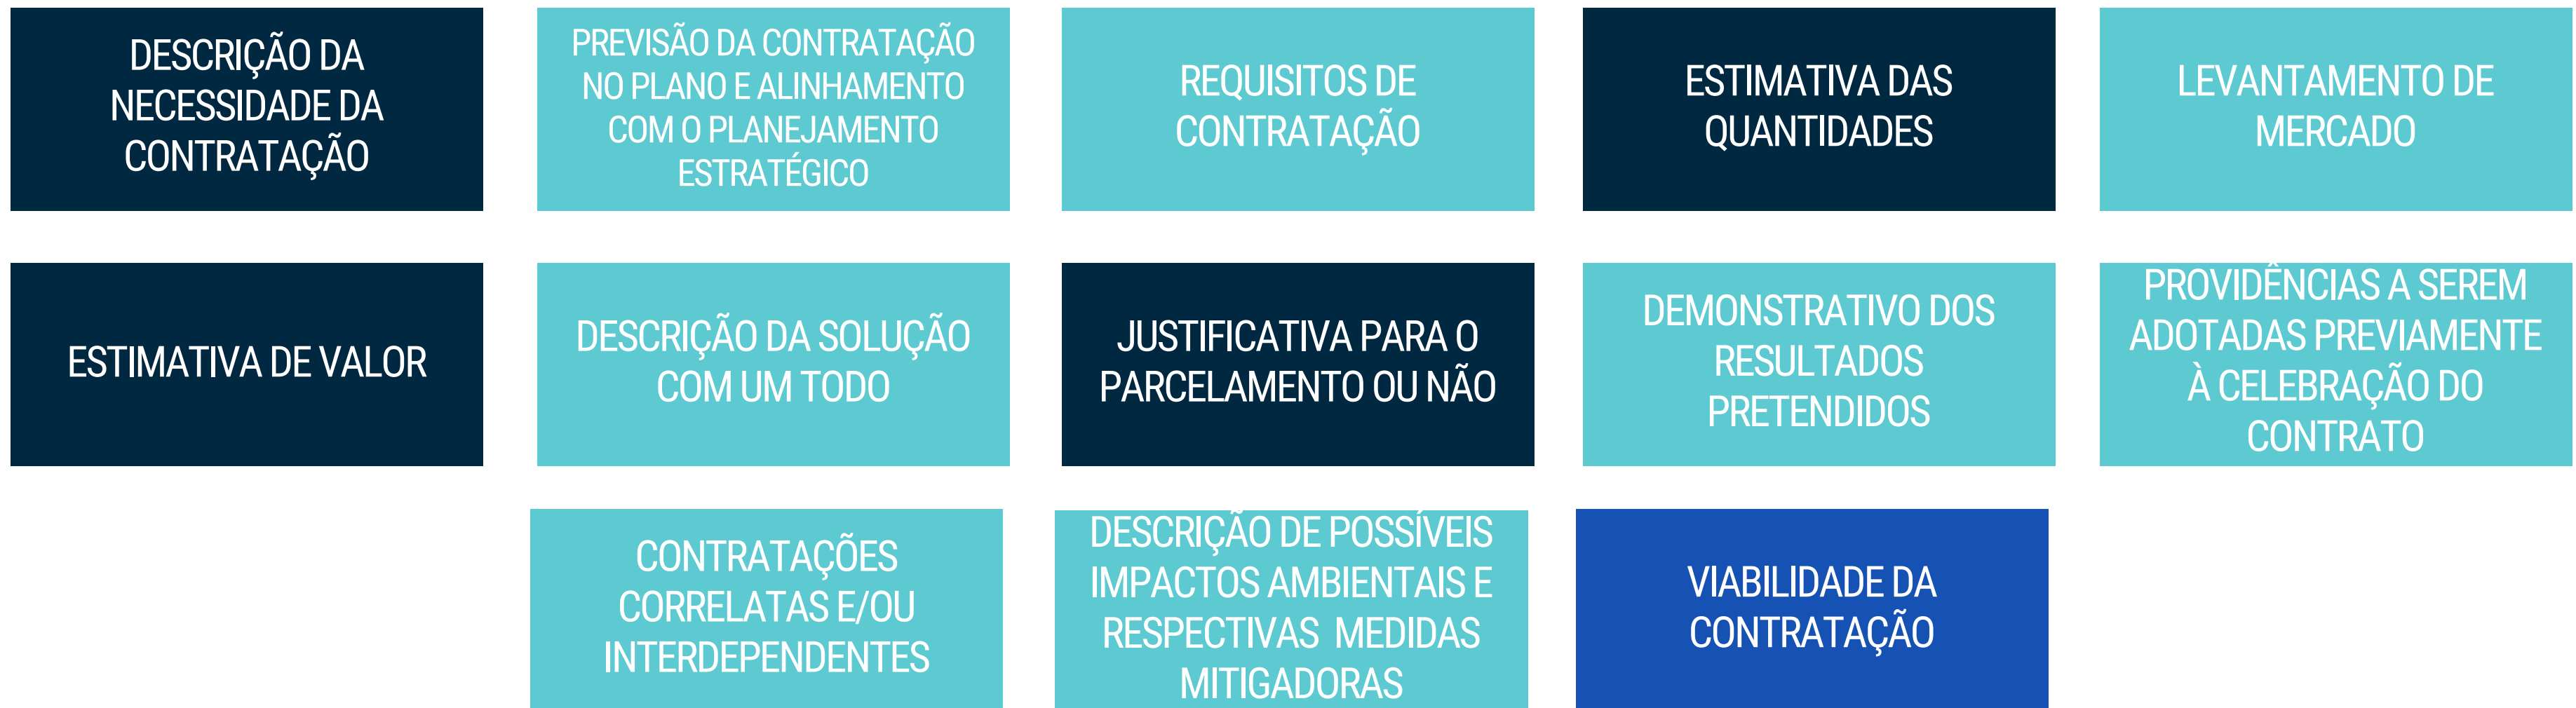 DESCRIÇÃO DA
NECESSIDADE DA
CONTRATAÇÃO
PREVISÃO DA CONTRATAÇÃO
NO PLANO E ALINHAMENTO
COM O PLANEJAMENTO
ESTRATÉGICO
REQUISITOS DE
CONTRATAÇÃO
ESTIMATIVA DAS
QUANTIDADES
LEVANTAMENTO DE
MERCADO
ESTIMATIVA DE VALOR
DESCRIÇÃO DA SOLUÇÃO
COM UM TODO
JUSTIFICATIVA PARA O
PARCELAMENTO OU NÃO
DEMONSTRATIVO DOS
RESULTADOS
PRETENDIDOS
PROVIDÊNCIAS A SEREM
ADOTADAS PREVIAMENTE
À CELEBRAÇÃO DO
CONTRATO
CONTRATAÇÕES
CORRELATAS E/OU
INTERDEPENDENTES
DESCRIÇÃO DE POSSÍVEIS
IMPACTOS AMBIENTAIS E
RESPECTIVAS MEDIDAS
MITIGADORAS
VIABILIDADE DA
CONTRATAÇÃO